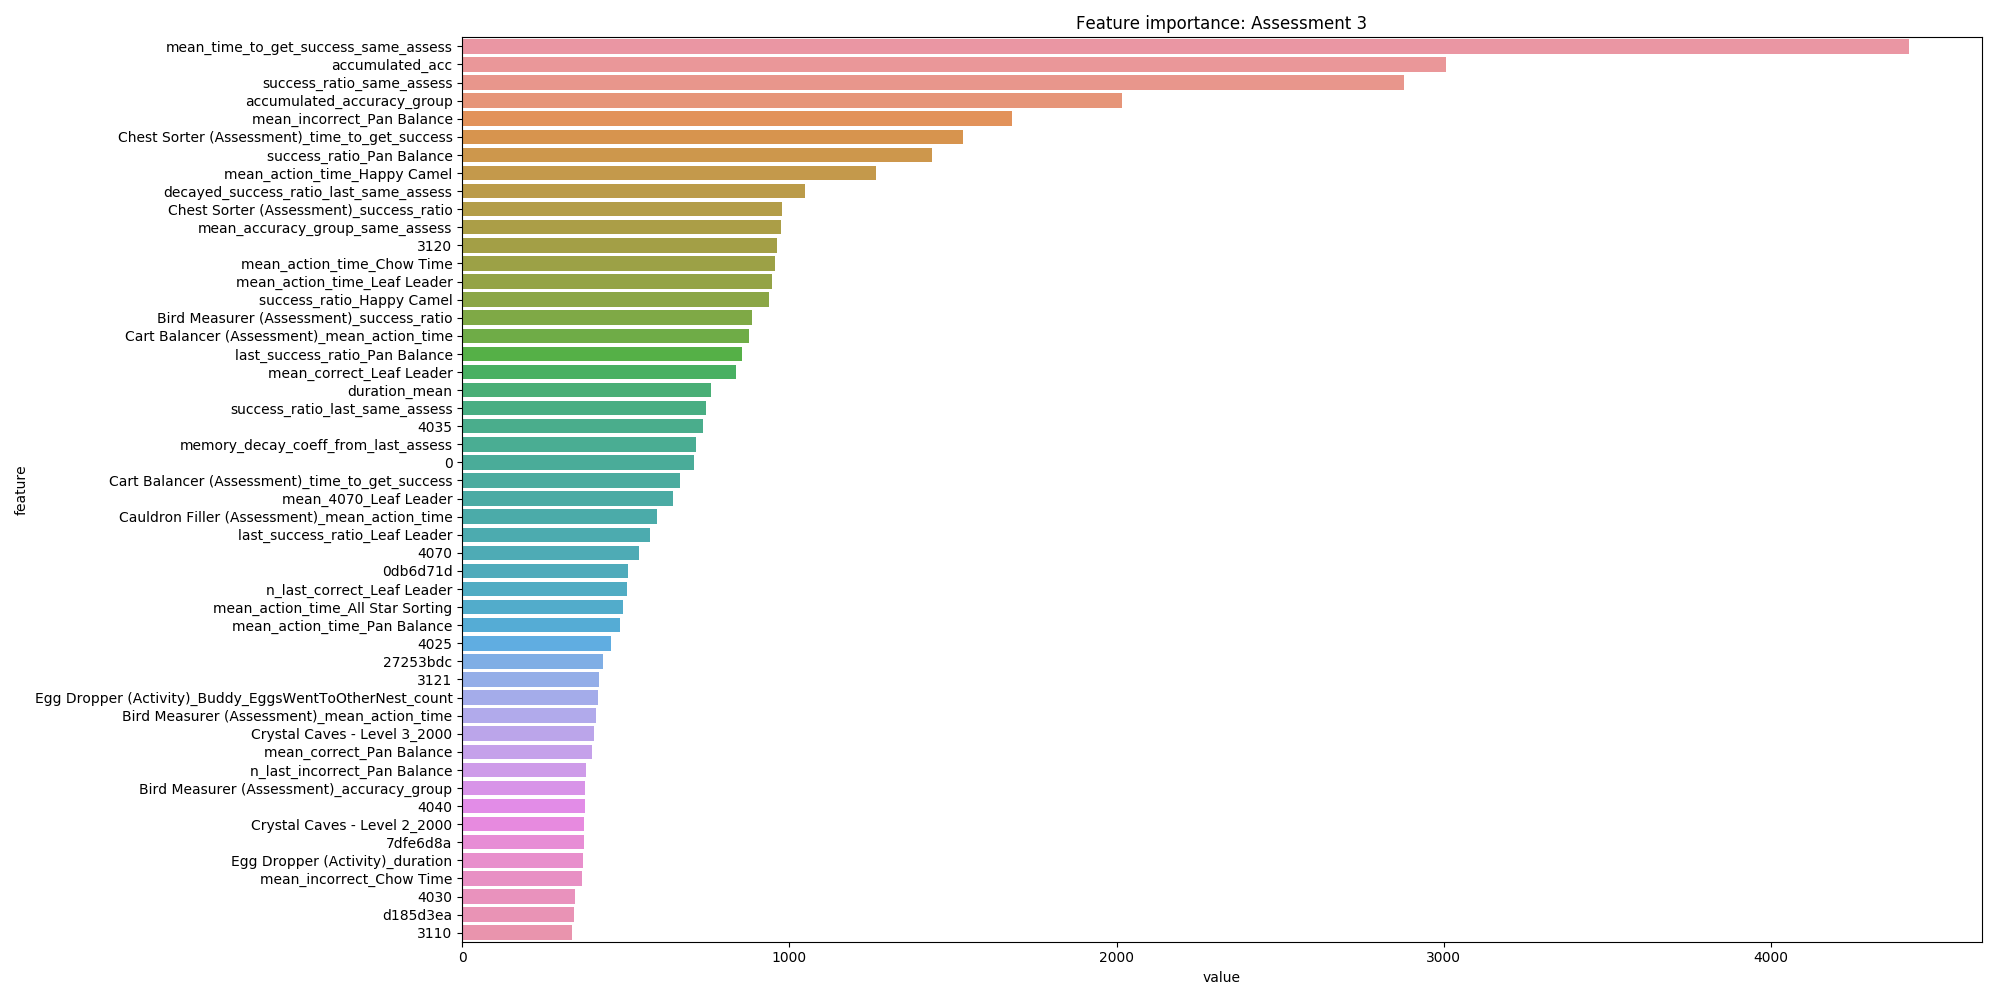 Feature importance: Assessment 3
mean_time_to_get_success_same_assess
accumulated_acc
success_ratio_same_assess
accumulated_accuracy_group
mean_incorrect_Pan Balance
Chest Sorter (Assessment)_time_to_get_success
success_ratio_Pan Balance
mean_action_time_Happy Camel
decayed_success_ratio_last_same_assess
Chest Sorter (Assessment)_success_ratio
mean_accuracy_group_same_assess
3120
mean_action_time_Chow Time
mean_action_time_Leaf Leader
success_ratio_Happy Camel
Bird Measurer (Assessment)_success_ratio
Cart Balancer (Assessment)_mean_action_time
last_success_ratio_Pan Balance
mean_correct_Leaf Leader
duration_mean
success_ratio_last_same_assess
4035
memory_decay_coeff_from_last_assess
0
Cart Balancer (Assessment)_time_to_get_success
mean_4070_Leaf Leader
Cauldron Filler (Assessment)_mean_action_time
last_success_ratio_Leaf Leader
4070
0db6d71d
n_last_correct_Leaf Leader
mean_action_time_All Star Sorting
mean_action_time_Pan Balance
4025
27253bdc
3121
Egg Dropper (Activity)_Buddy_EggsWentToOtherNest_count
Bird Measurer (Assessment)_mean_action_time
Crystal Caves - Level 3_2000
mean_correct_Pan Balance
n_last_incorrect_Pan Balance
Bird Measurer (Assessment)_accuracy_group
4040
Crystal Caves - Level 2_2000
7dfe6d8a
Egg Dropper (Activity)_duration
mean_incorrect_Chow Time
4030
d185d3ea
3110
feature
0 1000 2000 3000 4000
value